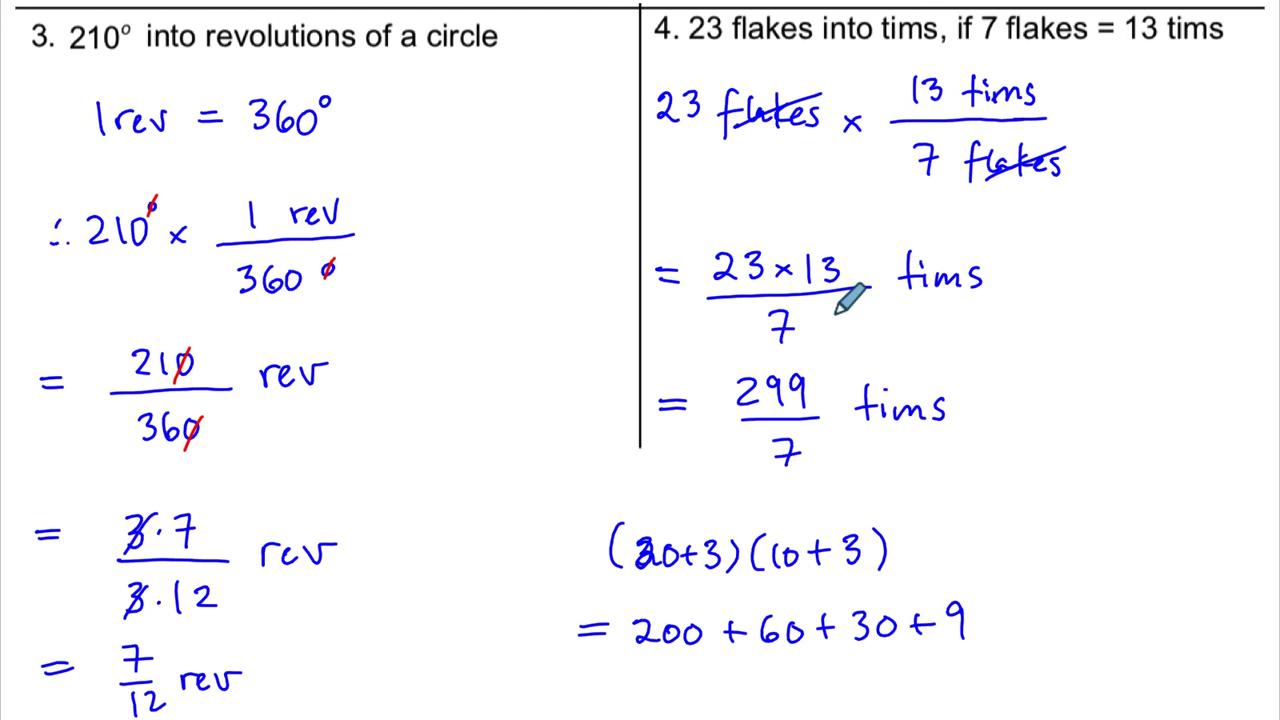 3. 210° into revolutions of a circle
1 rev = 360°
∴ 210° × 1 rev / 360°
= 210 / 360 rev
= 3·7 / 3·12 rev
= 7 / 12 rev
4. 23 flakes into tims, if 7 flakes = 13 tims
23 flakes × 13 tims / 7 flakes
= 23 × 13 / 7 tims
= 299 / 7 tims
(20+3)(10+3)
= 200 + 60 + 30 + 9